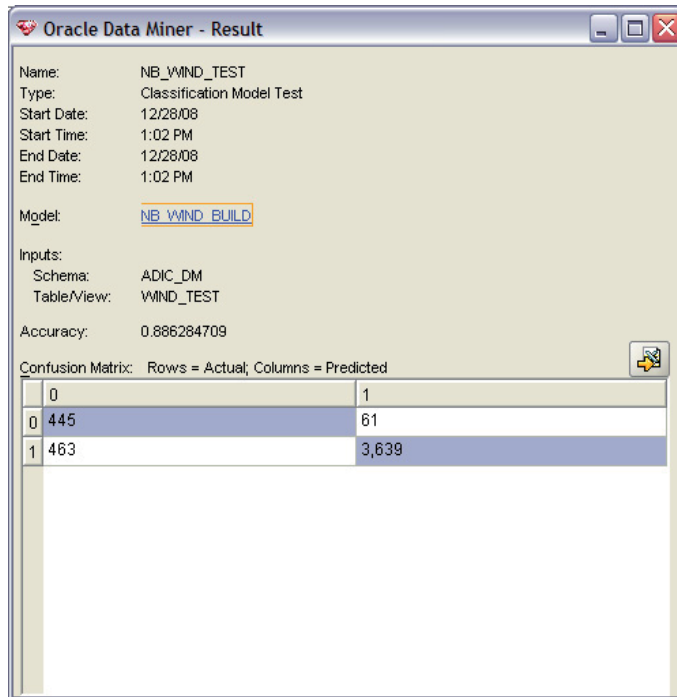 Oracle Data Miner - Result
Name: NB_WIND_TEST
Type: Classification Model Test
Start Date: 12/28/08
Start Time: 1:02 PM
End Date: 12/28/08
End Time: 1:02 PM
Model: NB_WIND_BUILD
Inputs:
Schema: ADIC_DM
Table/View: WIND_TEST
Accuracy: 0.886284709
Confusion Matrix: Rows = Actual; Columns = Predicted
0 1
0 445 61
1 463 3,639